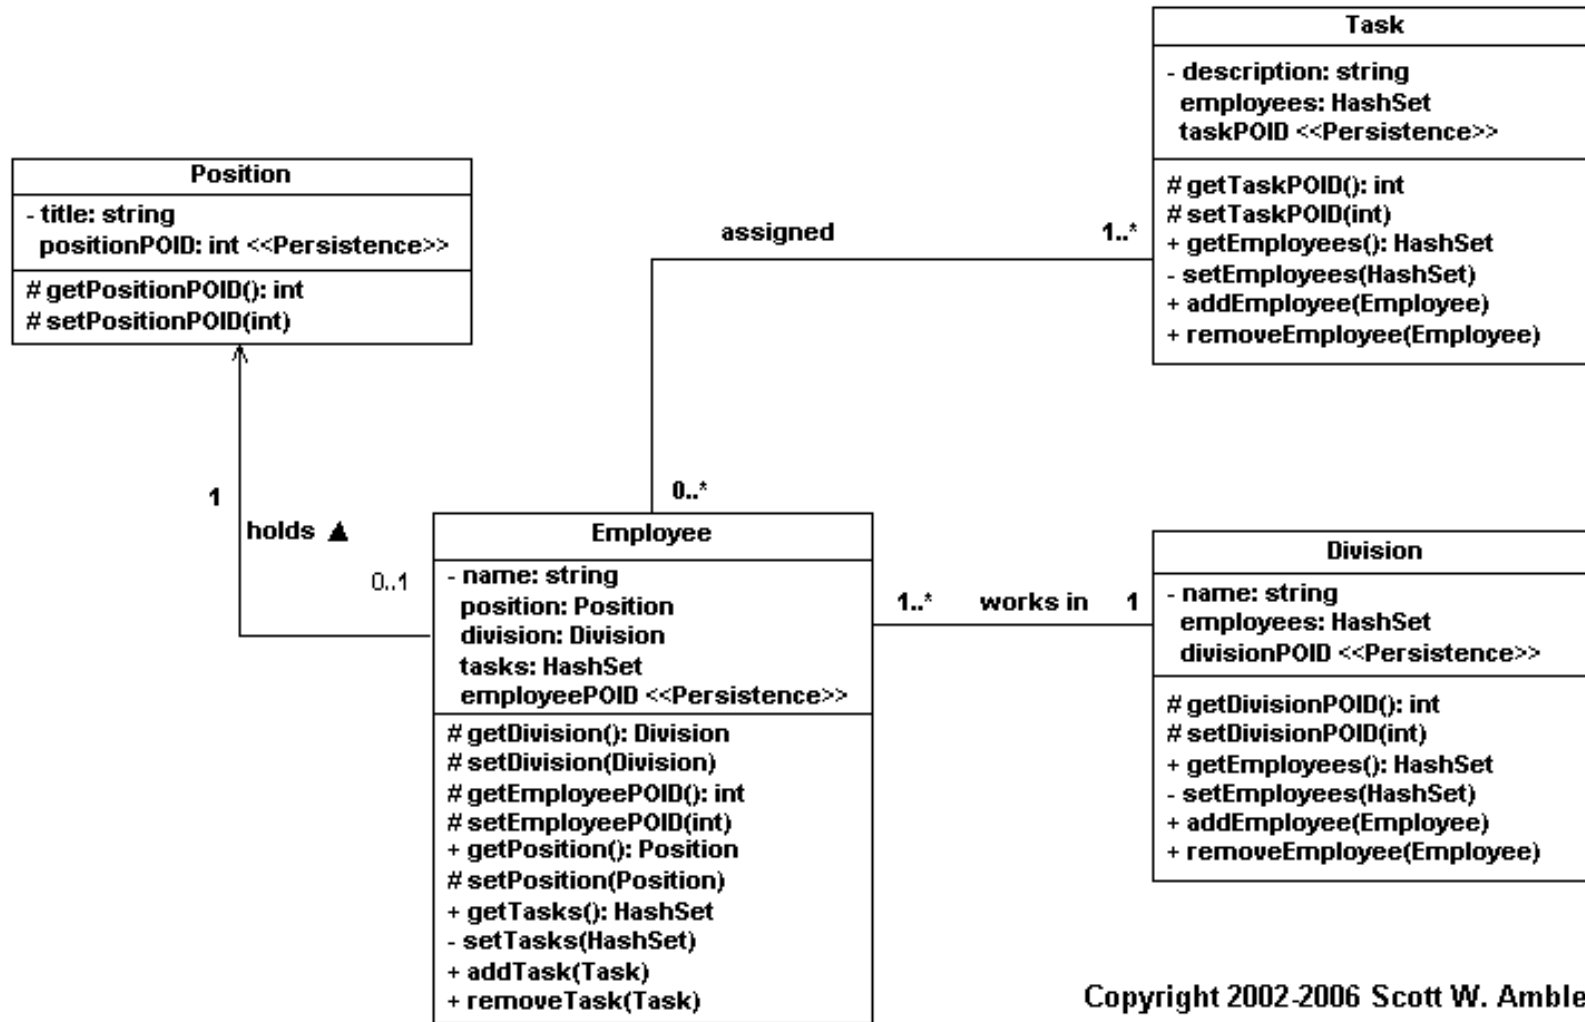 Task
- description: string
employees: HashSet
taskPOID <<Persistence>>
# getTaskPOID(): int
# setTaskPOID(int)
+ getEmployees(): HashSet
- setEmployees(HashSet)
+ addEmployee(Employee)
+ removeEmployee(Employee)
Position
- title: string
positionPOID: int <<Persistence>>
# getPositionPOID(): int
# setPositionPOID(int)
assigned
1..*
0..*
1
holds ▲
0..1
Employee
- name: string
position: Position
division: Division
tasks: HashSet
employeePOID <<Persistence>>
# getDivision(): Division
# setDivision(Division)
# getEmployeePOID(): int
# setEmployeePOID(int)
+ getPosition(): Position
# setPosition(Position)
+ getTasks(): HashSet
- setTasks(HashSet)
+ addTask(Task)
+ removeTask(Task)
1..* works in 1
Division
- name: string
employees: HashSet
divisionPOID <<Persistence>>
# getDivisionPOID(): int
# setDivisionPOID(int)
+ getEmployees(): HashSet
- setEmployees(HashSet)
+ addEmployee(Employee)
+ removeEmployee(Employee)
Copyright 2002-2006 Scott W. Amble